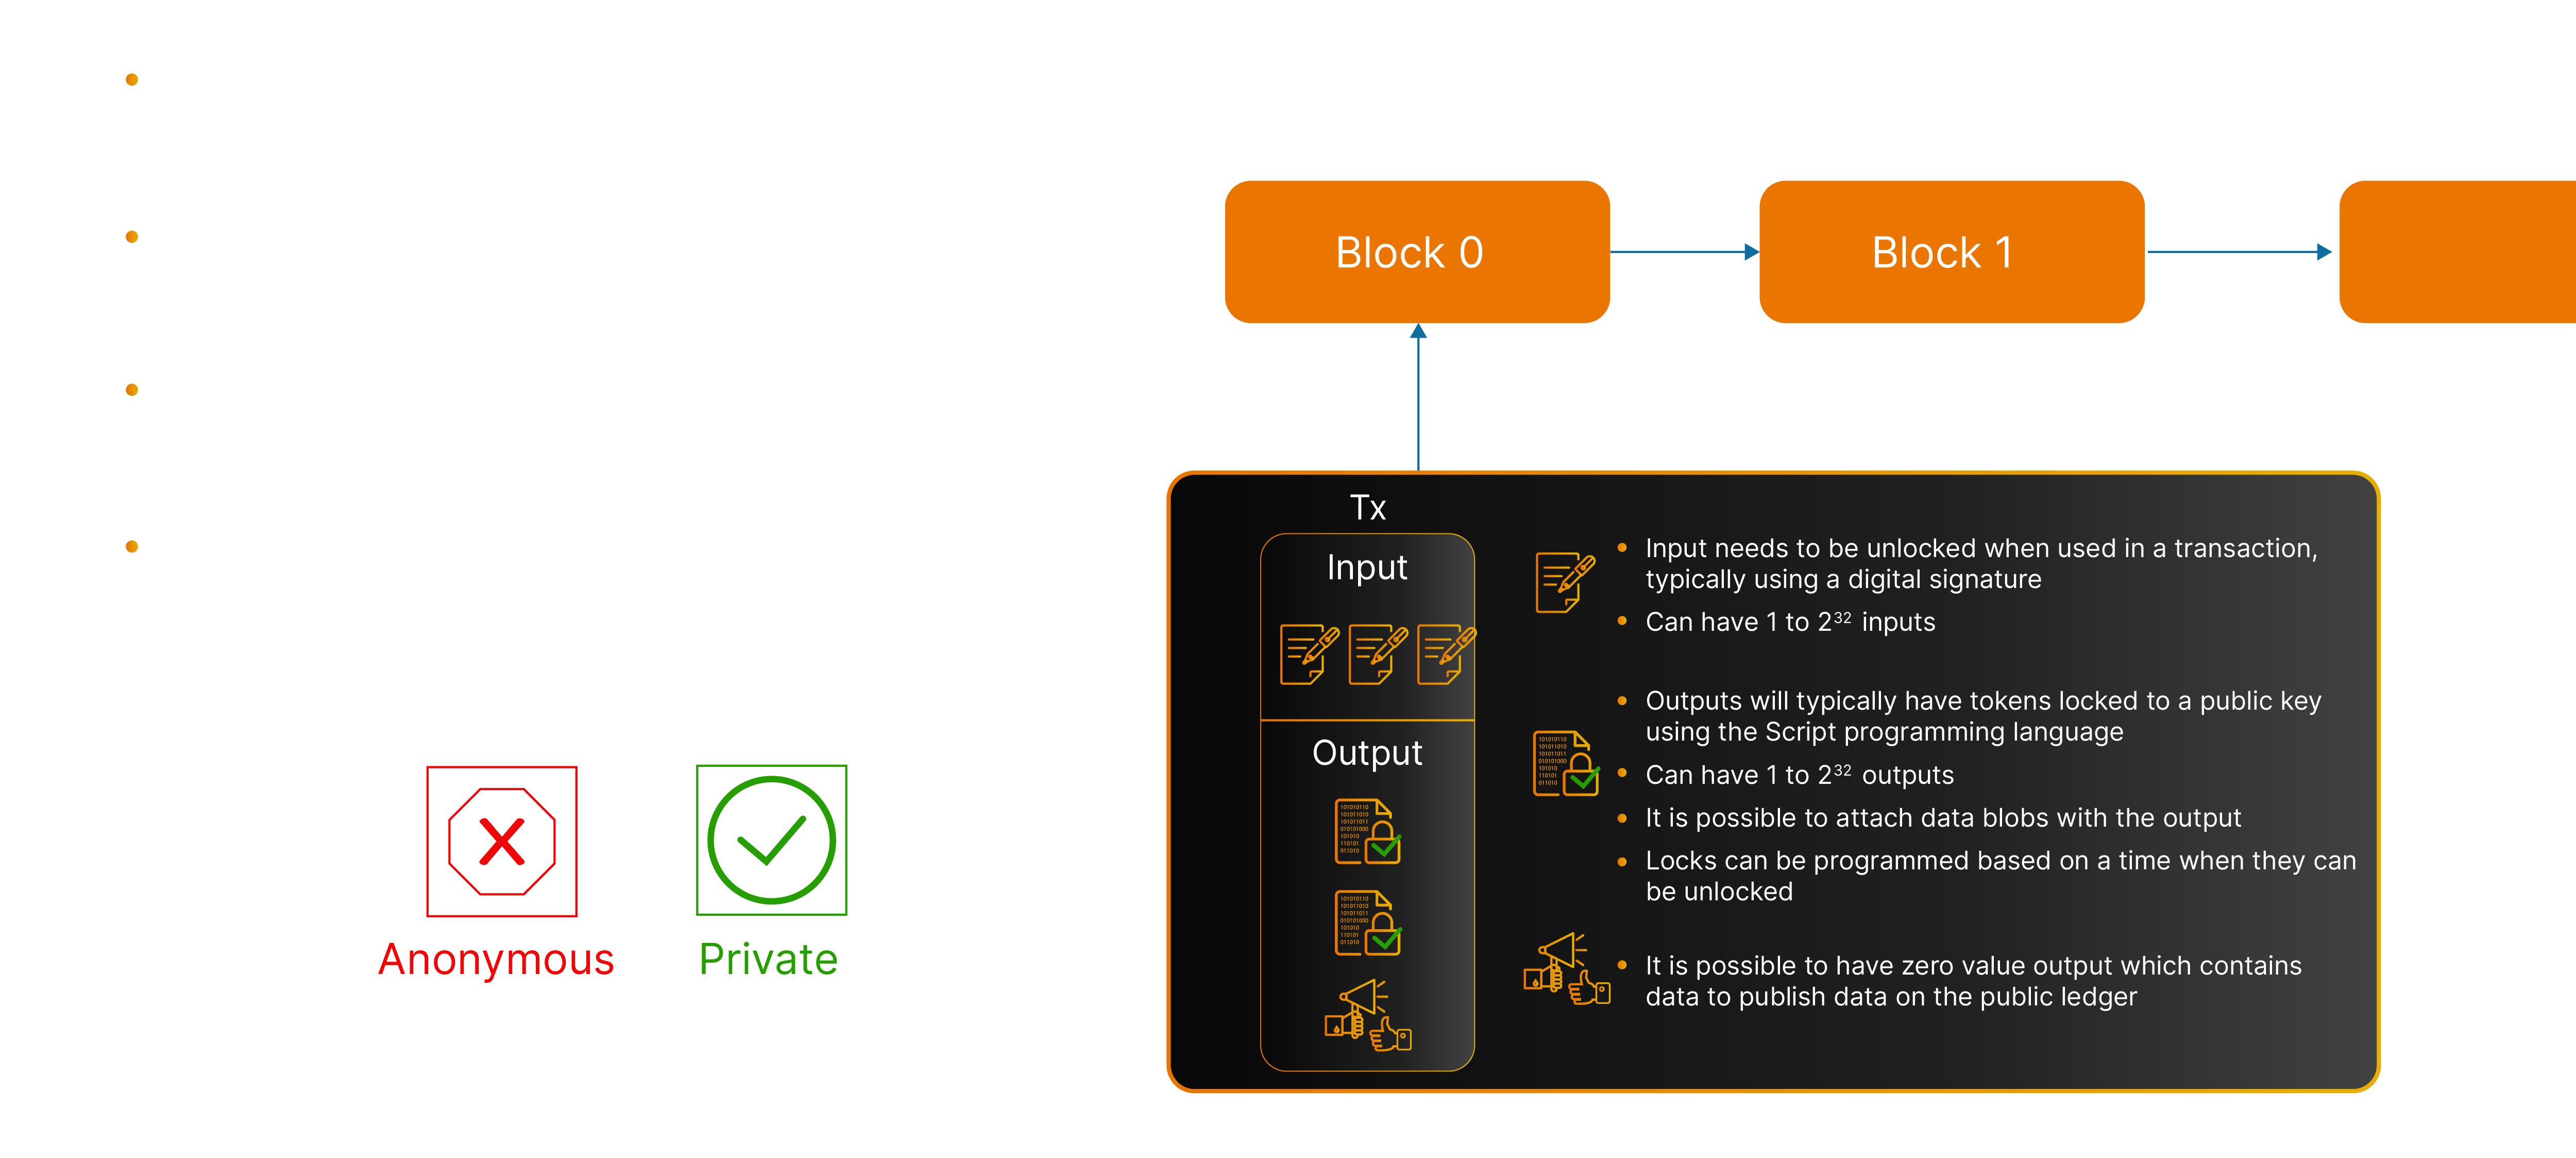 Block 0
Block 1
Tx
Input
Output
Input needs to be unlocked when used in a transaction,
typically using a digital signature
Can have 1 to 2³² inputs
Outputs will typically have tokens locked to a public key
using the Script programming language
Can have 1 to 2³² outputs
It is possible to attach data blobs with the output
Locks can be programmed based on a time when they can
be unlocked
It is possible to have zero value output which contains
data to publish data on the public ledger
Anonymous
Private